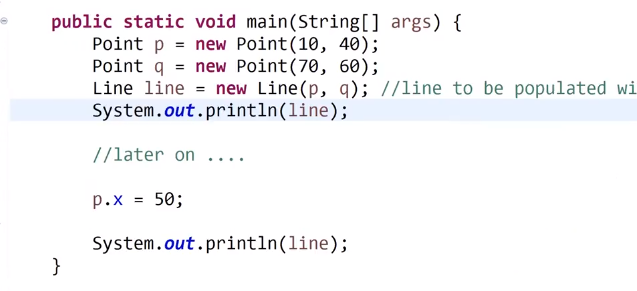 public static void main(String[] args) {
Point p = new Point(10, 40);
Point q = new Point(70, 60);
Line line = new Line(p, q); //line to be populated wi
System.out.println(line);
//later on ....
p.x = 50;
System.out.println(line);
}